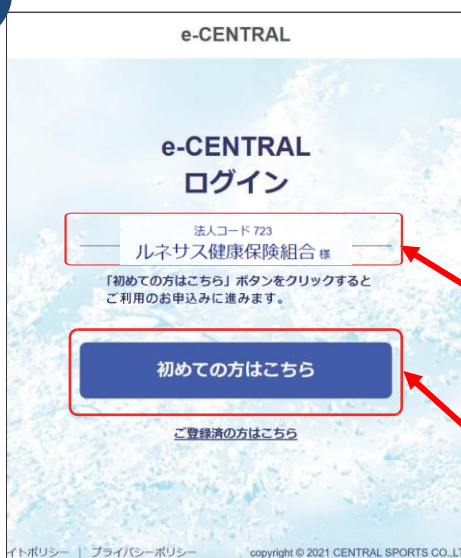 e-CENTRAL
e-CENTRAL
ログイン
法人コード 723
ルネサス健康保険組合 様
「初めての方はこちら」ボタンをクリックすると
ご利用のお申込みに進みます。
初めての方はこちら
ご登録済の方はこちら
イトポリシー | プライバシーポリシー copyright © 2021 CENTRAL SPORTS CO.,LT